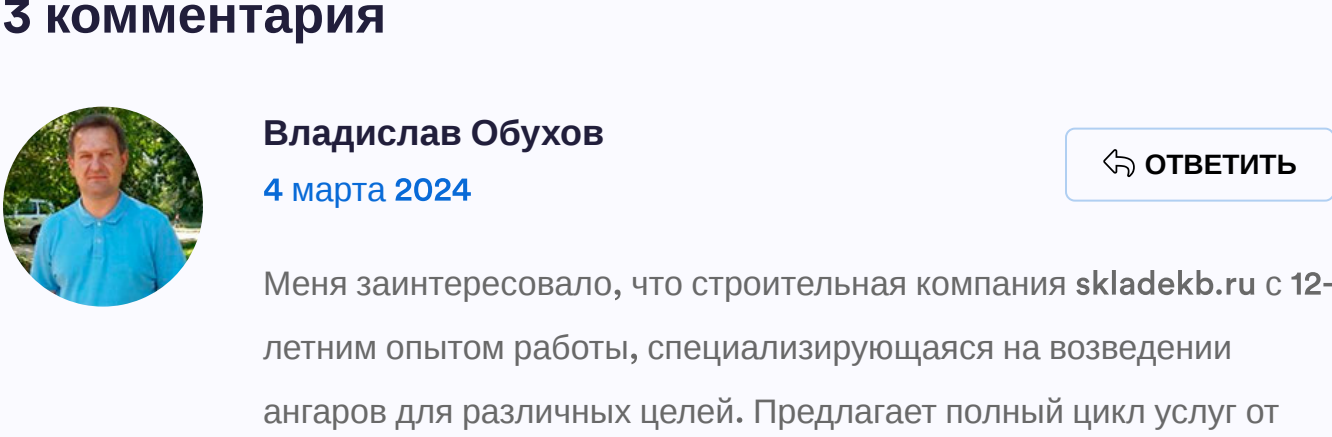 3 комментария
Владислав Обухов
4 марта 2024
ОТВЕТИТЬ
Меня заинтересовало, что строительная компания skladekb.ru с 12-
летним опытом работы, специализирующаяся на возведении
ангаров для различных целей. Предлагает полный цикл услуг от